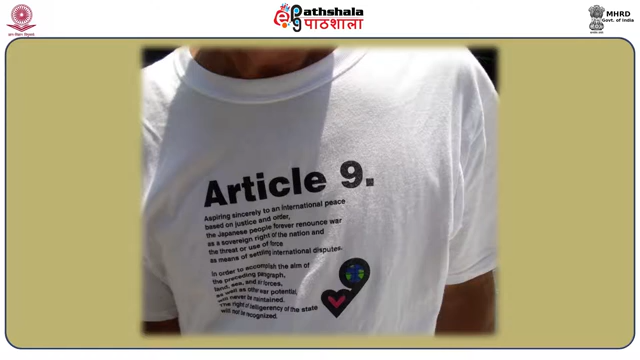 ePathshala
पाठशाला
MHRD
Govt. of India
Article 9.
Aspiring sincerely to an international peace
based on justice and order,
the Japanese people forever renounce war
as a sovereign right of the nation and
the threat or use of force
as means of settling international disputes.
In order to accomplish the aim of
the preceding paragraph,
land, sea, and air forces,
as well as other war potential,
will never be maintained.
The right of belligerency of the state
will not be recognized.